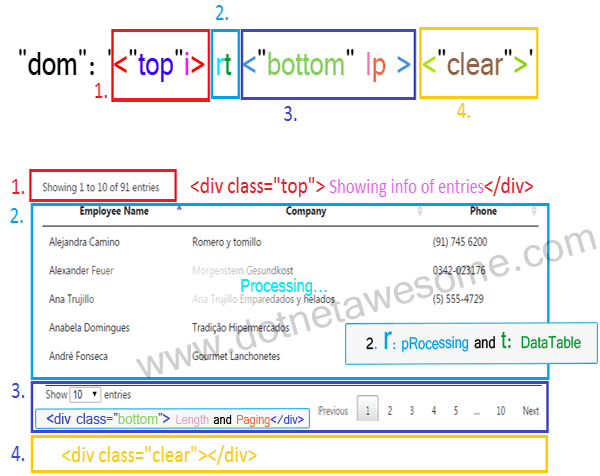 2.
"dom": '<"top"i> rt <"bottom" lp > <"clear">'
1.
3.
4.
1. Showing 1 to 10 of 91 entries <div class="top"> Showing info of entries</div>
2. Employee Name Company Phone
Alejandra Camino Romero y tomillo (91) 745 6200
Alexander Feuer Morgenstern Gesundkost 0342-023176
Processing...
Ana Trujillo Ana Trujillo Emparedados y helados (5) 555-4729
Anabela Domingues Tradição Hipermercados
2. r: pRocessing and t: DataTable
André Fonseca Gourmet Lanchonetes
www.dotnetawesome.com
3. Show 10 entries
<div class="bottom"> Length and Paging</div> Previous 1 2 3 4 5 ... 10 Next
4. <div class="clear"></div>